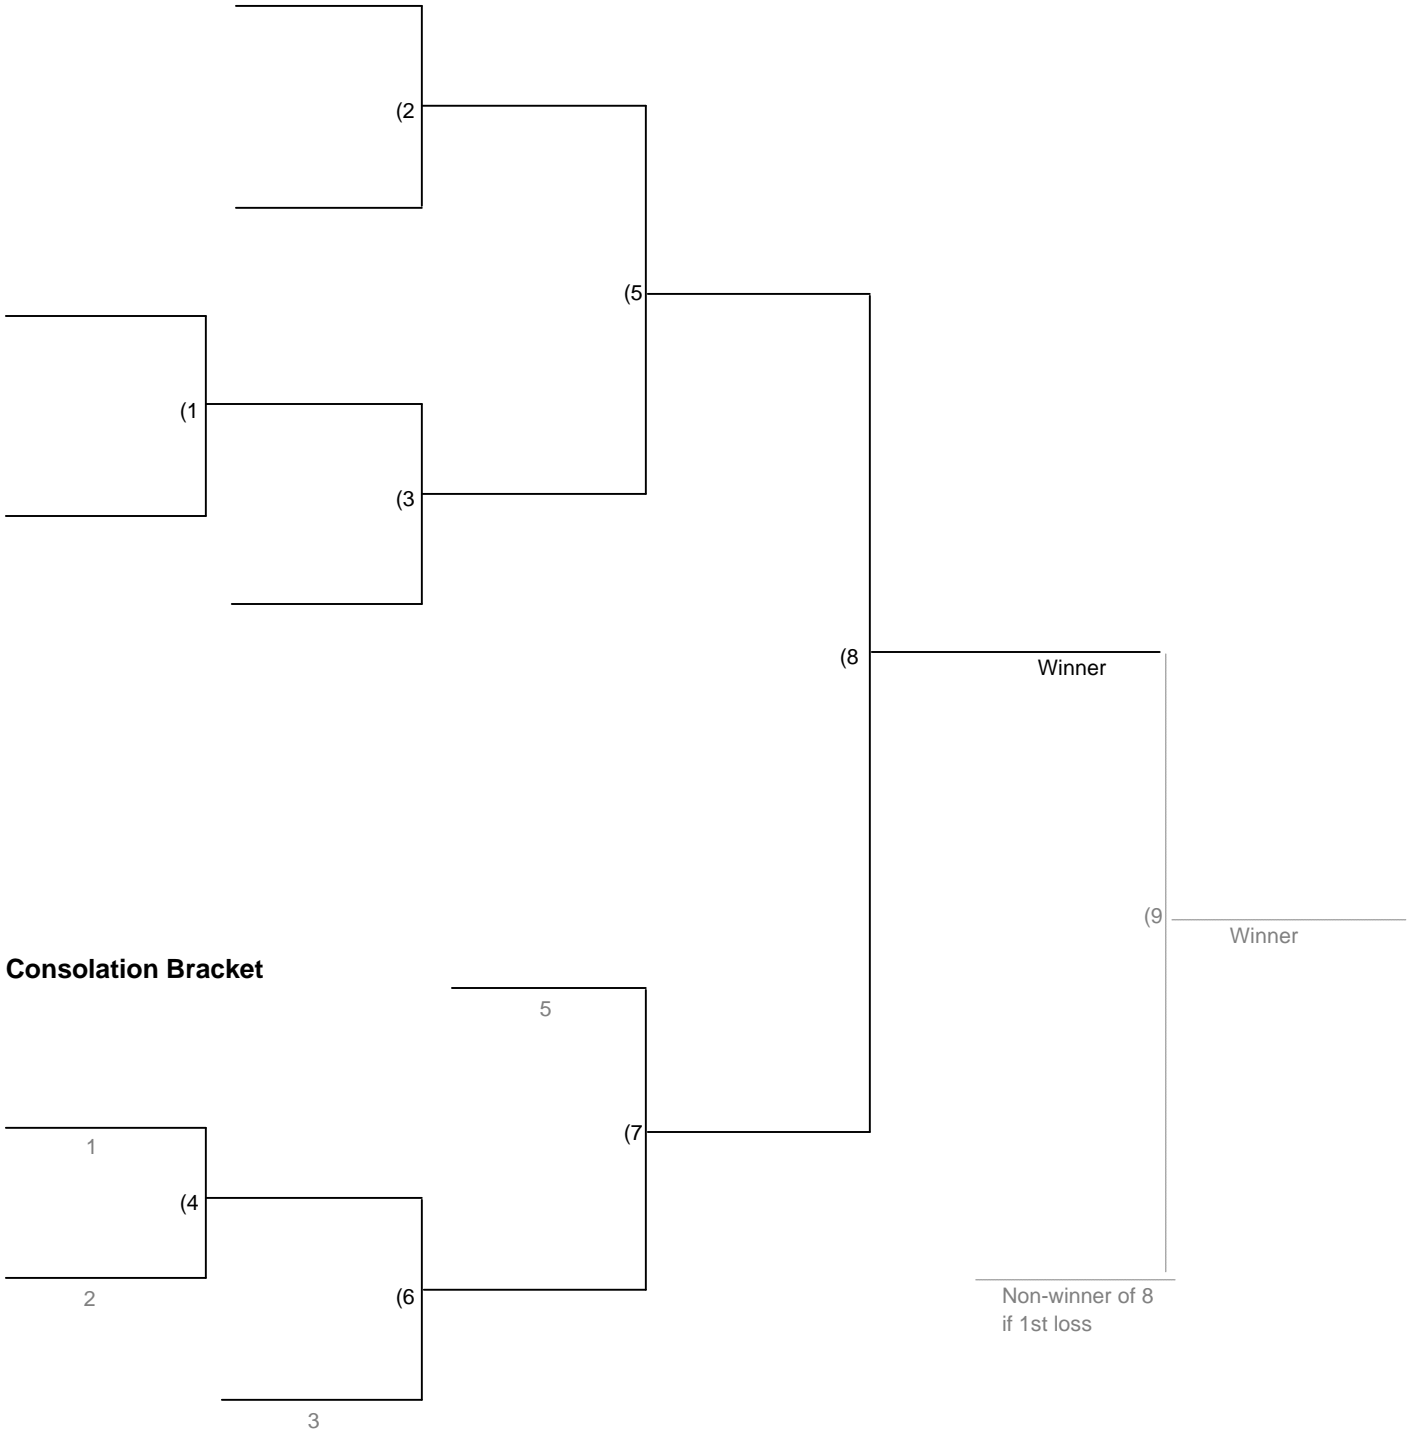 (2
(5
(1
(3
(8
Winner
(9
Winner
Consolation Bracket
5
1
(7
(4
2
(6
Non-winner of 8
if 1st loss
3